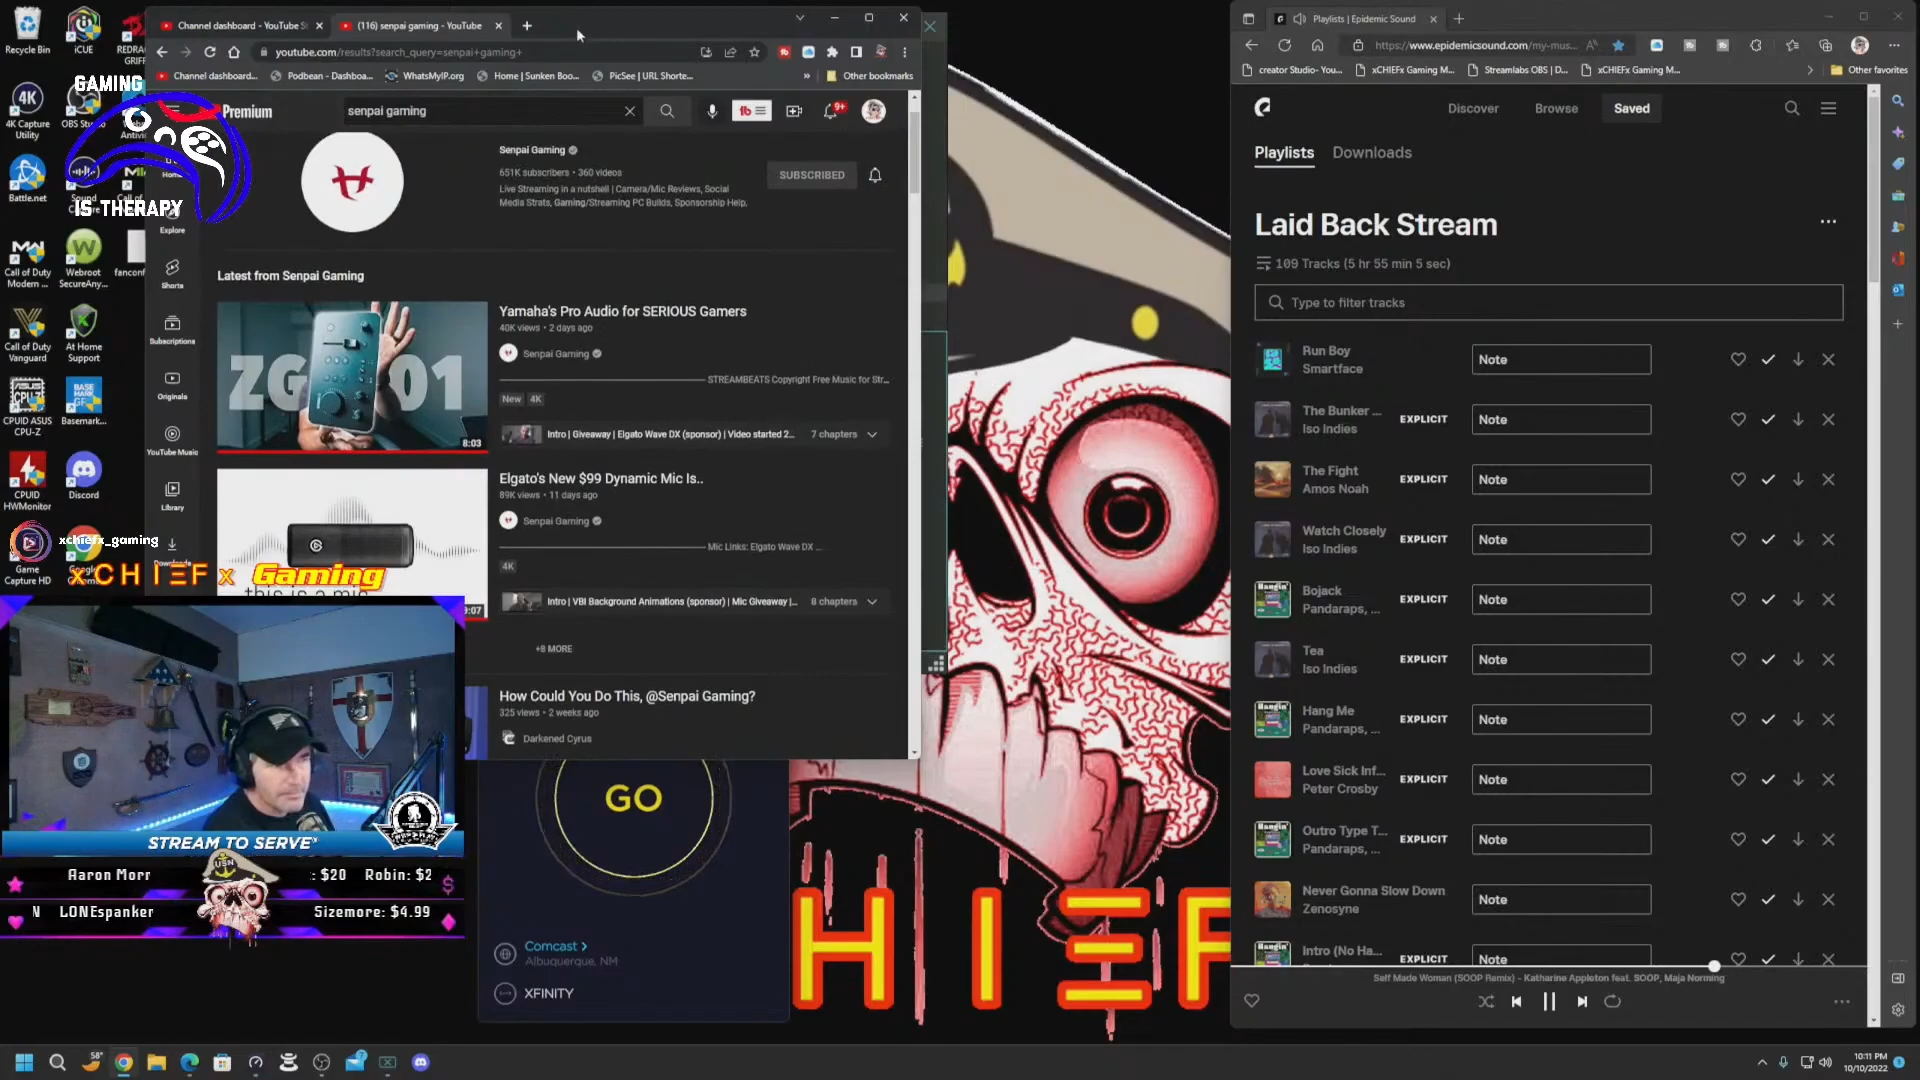 Channel dashboard - YouTube S
(116) senpai gaming - YouTube
youtube.com/results?search_query=senpai+gaming+
Channel dashboard...
Podbean - Dashboa...
WhatsMyIP.org
Home | Sunken Boo...
PicSee | URL Shorte...
Other bookmarks
Premium
senpai gaming
9+
Senpai Gaming
651K subscribers • 360 videos
Live Streaming in a nutshell | Camera/Mic Reviews, Social
Media Strats, Gaming/Streaming PC Builds, Sponsorship Help.
SUBSCRIBED
Explore
Shorts
Subscriptions
Originals
YouTube Music
Library
Latest from Senpai Gaming
8:03
Yamaha's Pro Audio for SERIOUS Gamers
40K views • 2 days ago
Senpai Gaming
STREAMBEATS Copyright Free Music for Str...
New 4K
Intro | Giveaway | Elgato Wave DX (sponsor) | Video started 2...
7 chapters
Elgato's New $99 Dynamic Mic Is..
89K views • 11 days ago
Senpai Gaming
Mic Links: Elgato Wave DX ...
4K
Intro | VBI Background Animations (sponsor) | Mic Giveaway |...
8 chapters
this is a mic
9:07
+8 MORE
How Could You Do This, @Senpai Gaming?
325 views • 2 weeks ago
Darkened Cyrus
Recycle Bin
iCUE
4K Capture
Utility
OBS Studio
Battle.net
Call of Duty
Modern ...
Webroot
SecureAny...
Call of Duty
Vanguard
At Home
Support
CPUID ASUS
CPU-Z
Basemark...
CPUID
HWMonitor
Discord
Game
Capture HD
GAMING
IS THERAPY
xchiefx_gaming
xCHIEFx Gaming
STREAM TO SERVE
Aaron Morr
: $20
Robin: $2
N
LONEspanker
Sizemore: $4.99
USN
GO
Comcast
Albuquerque, NM
XFINITY
HIEF
Playlists | Epidemic Sound
https://www.epidemicsound.com/my-mus...
creator Studio- You...
xCHIEFx Gaming M...
Streamlabs OBS | D...
xCHIEFx Gaming M...
Other favorites
Discover
Browse
Saved
Playlists
Downloads
Laid Back Stream
109 Tracks (5 hr 55 min 5 sec)
Type to filter tracks
Run Boy
Smartface
Note
The Bunker ...
Iso Indies
EXPLICIT
Note
The Fight
Amos Noah
EXPLICIT
Note
Watch Closely
Iso Indies
EXPLICIT
Note
Bojack
Pandaraps, ...
EXPLICIT
Note
Tea
Iso Indies
EXPLICIT
Note
Hang Me
Pandaraps, ...
EXPLICIT
Note
Love Sick Inf...
Peter Crosby
EXPLICIT
Note
Outro Type T...
Pandaraps, ...
EXPLICIT
Note
Never Gonna Slow Down
Zenosyne
Note
Intro (No Ha...
EXPLICIT
Note
Self Made Woman (SOOP Remix) - Katharine Appleton feat. SOOP, Maja Norming
58°
10:11 PM
10/10/2022